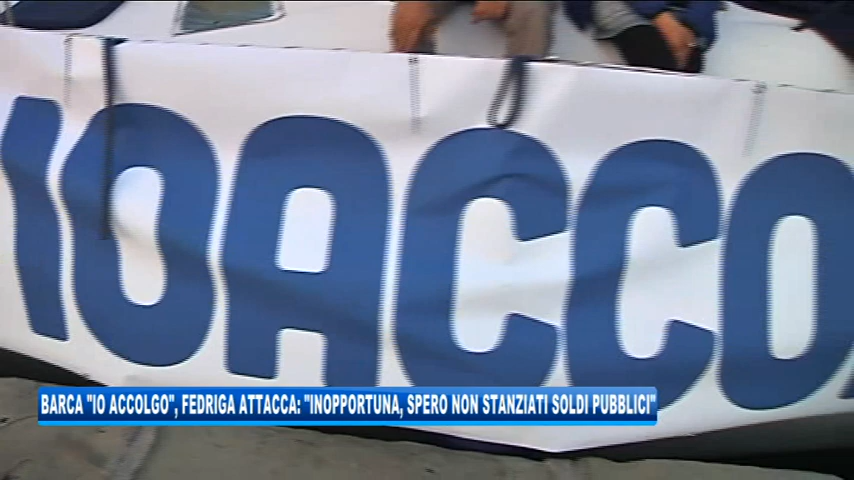 IOACCO
BARCA "IO ACCOLGO", FEDRIGA ATTACCA: "INOPPORTUNA, SPERO NON STANZIATI SOLDI PUBBLICI"